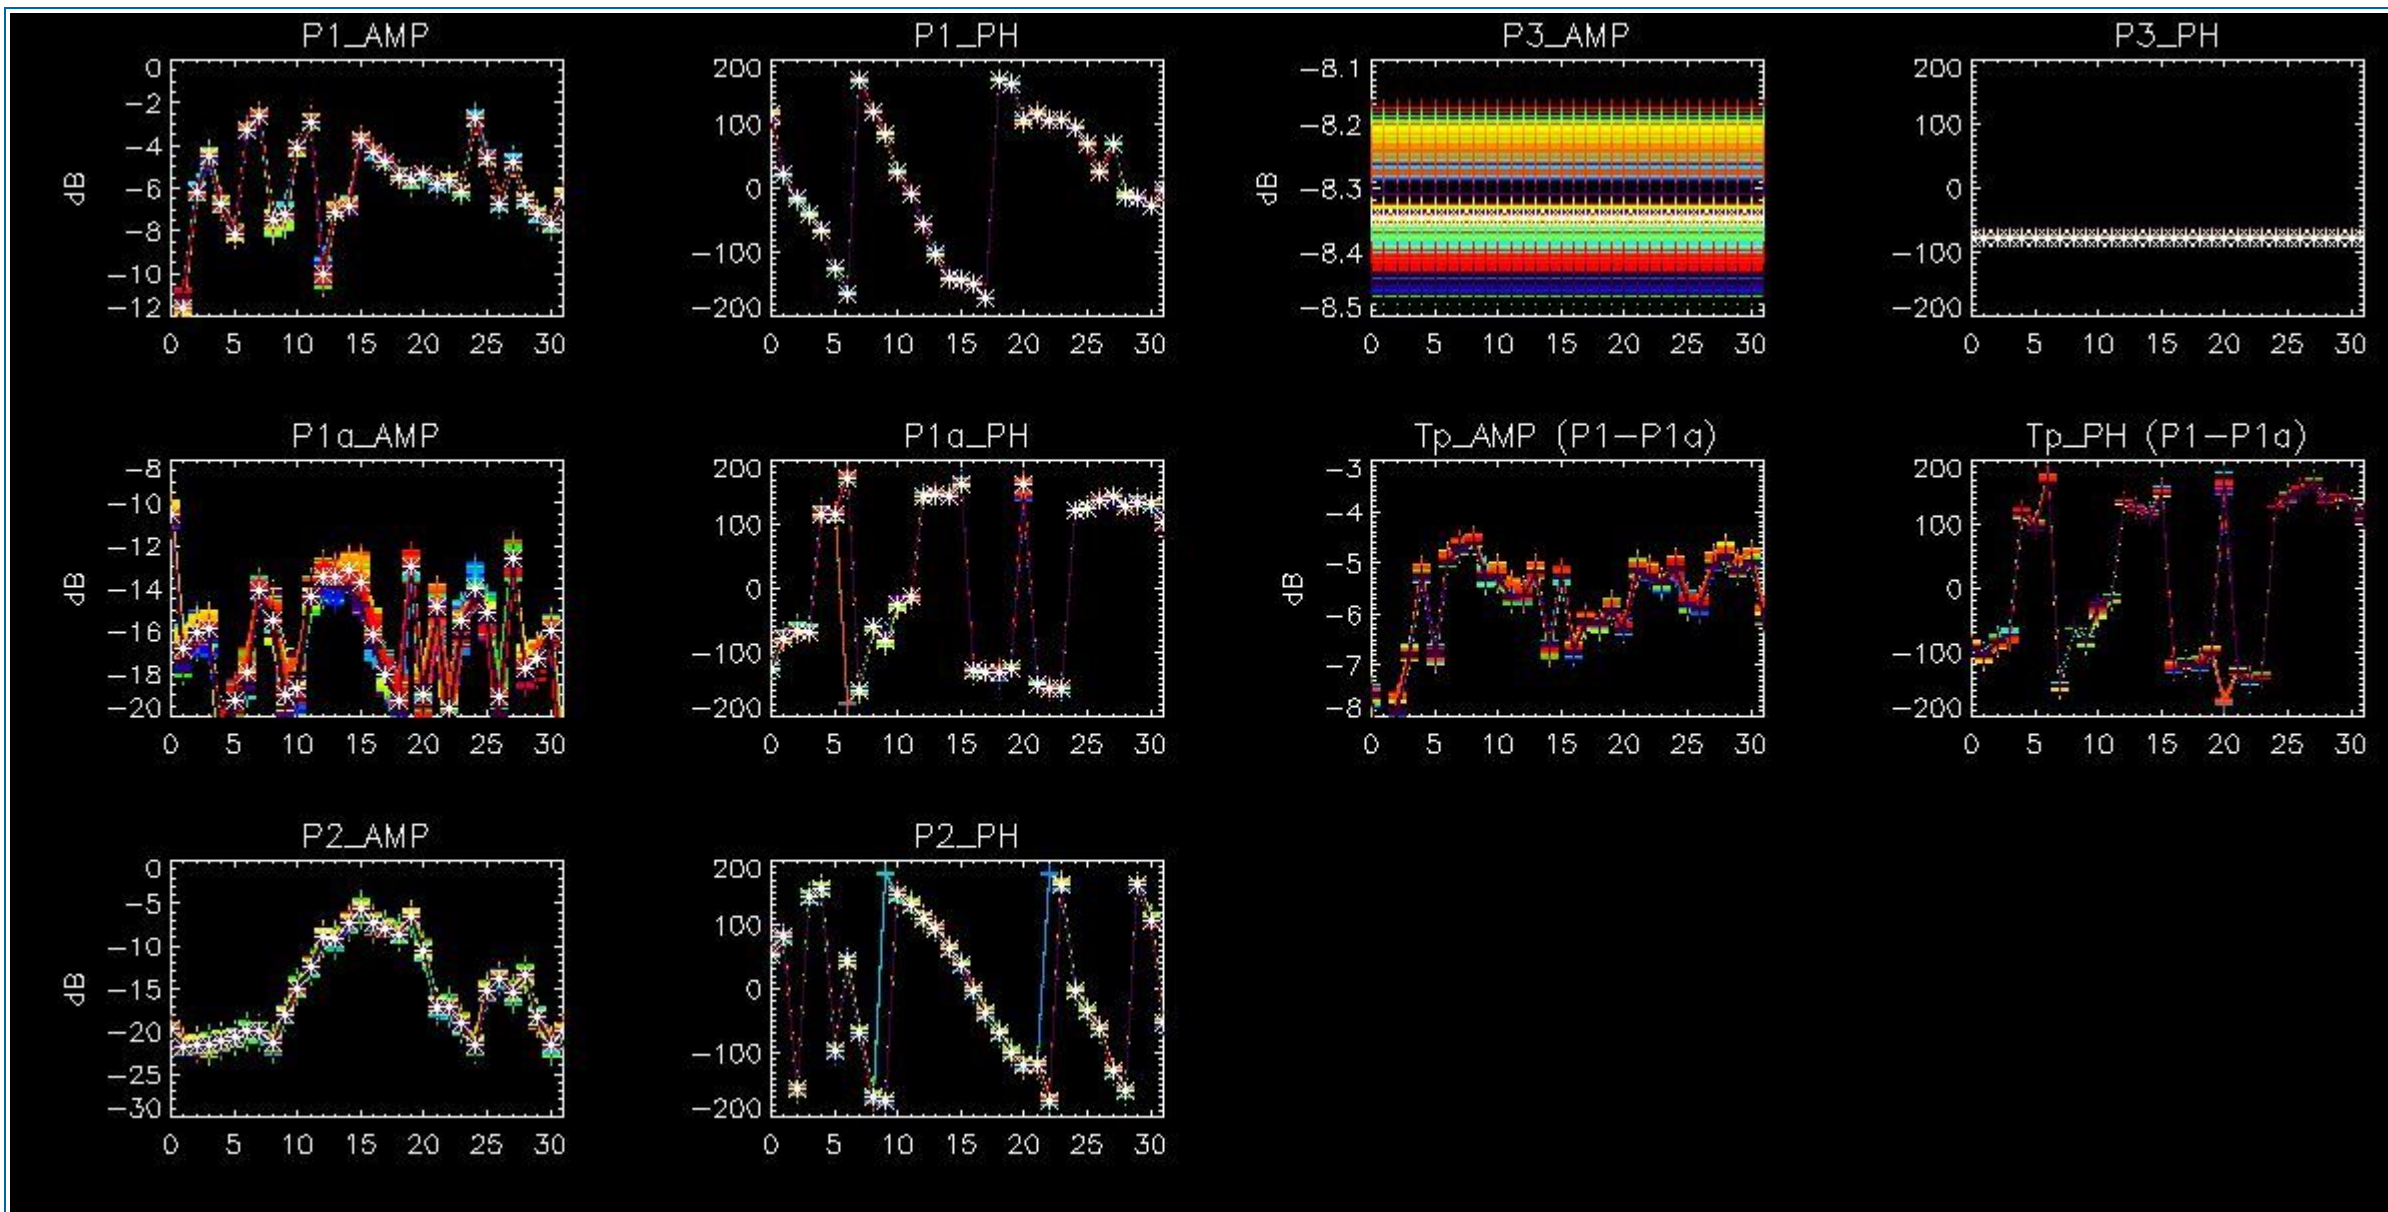 P1_AMP P1_PH P3_AMP P3_PH
0 200 -8.1 200
-2 100 -8.2 100
-4 0 -8.3 0
-6 -100 -8.4 -100
-8 -200 -8.5 -200
-10
-12
dB dB
0 5 10 15 20 25 30 0 5 10 15 20 25 30 0 5 10 15 20 25 30 0 5 10 15 20 25 30
P1a_AMP P1a_PH Tp_AMP (P1-P1a) Tp_PH (P1-P1a)
-8 200 -3 200
-10 100 -4 100
-12 0 -5 0
-14 -100 -6 -100
-16 -200 -7 -200
-18 -8
-20
dB dB
0 5 10 15 20 25 30 0 5 10 15 20 25 30 0 5 10 15 20 25 30 0 5 10 15 20 25 30
P2_AMP P2_PH
0 200
-5 100
-10 0
-15 -100
-20 -200
-25
-30
dB
0 5 10 15 20 25 30 0 5 10 15 20 25 30